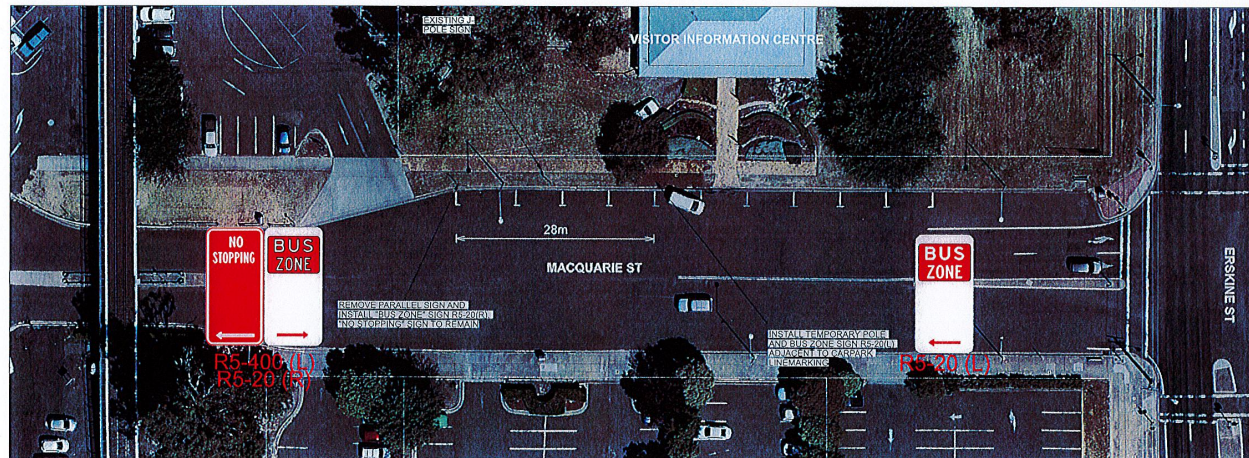 EXISTING J-
POLE SIGN
VISITOR INFORMATION CENTRE
NO
STOPPING
BUS
ZONE
28m
MACQUARIE ST
BUS
ZONE
ERSKINE ST
REMOVE PARALLEL SIGN AND
INSTALL "BUS ZONE" SIGN R5-20(R).
"NO STOPPING" SIGN TO REMAIN
INSTALL TEMPORARY POLE
AND BUS ZONE SIGN R5-20(L)
ADJACENT TO CARPARK
LINEMARKING
R5-400 (L)
R5-20 (R)
R5-20 (L)